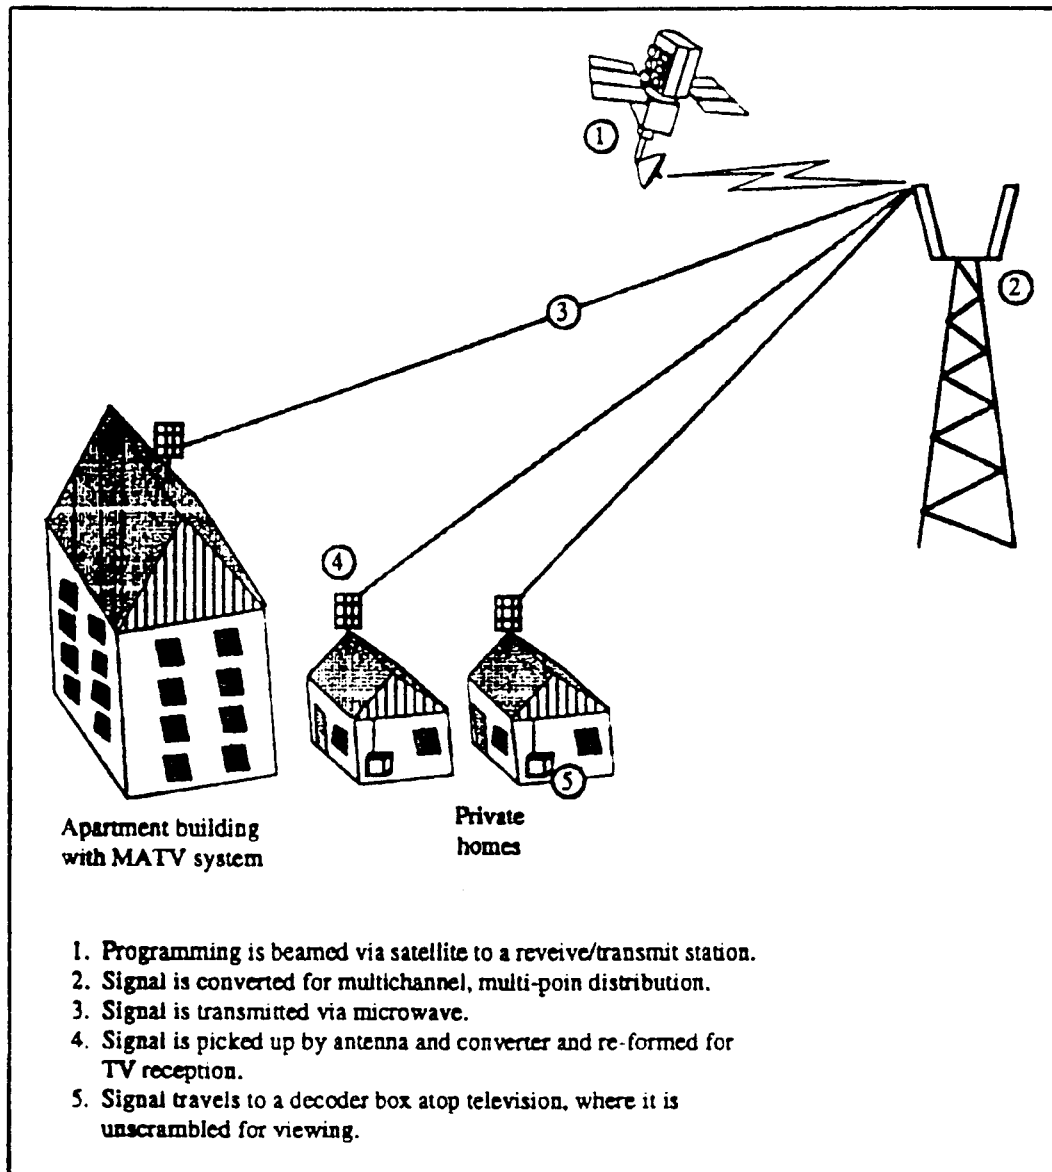 1
2
3
4
5
Apartment building
with MATV system
Private
homes
1. Programming is beamed via satellite to a reveive/transmit station.
2. Signal is converted for multichannel, multi-poin distribution.
3. Signal is transmitted via microwave.
4. Signal is picked up by antenna and converter and re-formed for
TV reception.
5. Signal travels to a decoder box atop television, where it is
unscrambled for viewing.